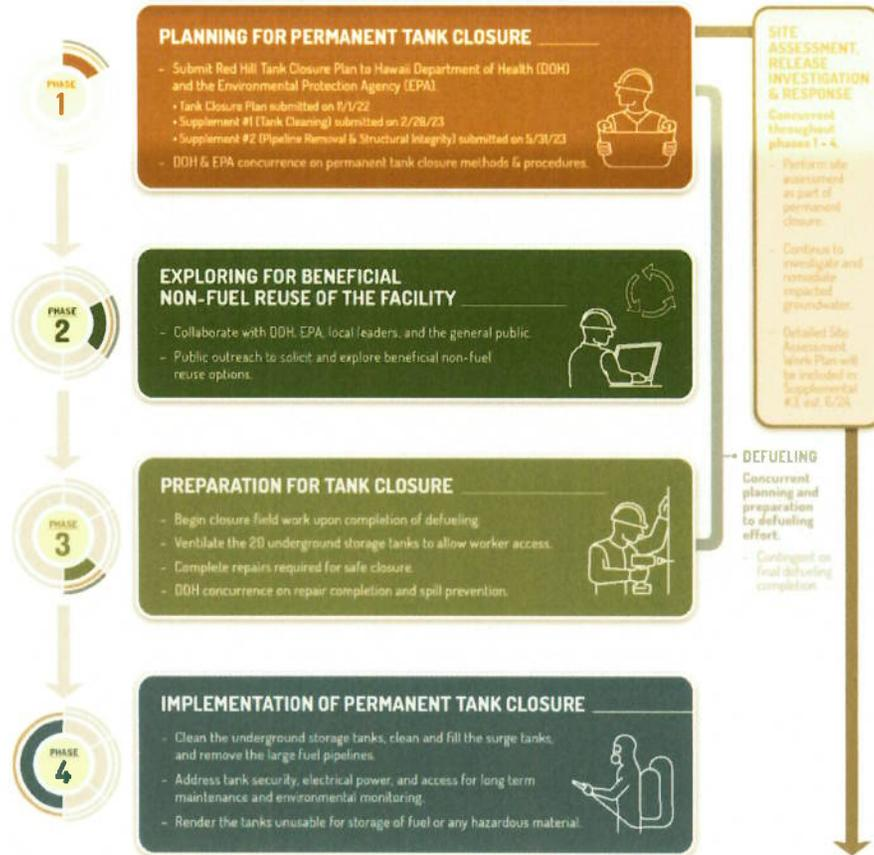 PHASE
1
PLANNING FOR PERMANENT TANK CLOSURE
- Submit Red Hill Tank Closure Plan to Hawaii Department of Health (DOH)
and the Environmental Protection Agency (EPA).
• Tank Closure Plan submitted on 11/1/22
• Supplement #1 (Tank Cleaning) submitted on 2/28/23
• Supplement #2 (Pipeline Removal & Structural Integrity) submitted on 5/31/23
- DOH & EPA concurrence on permanent tank closure methods & procedures.
PHASE
2
EXPLORING FOR BENEFICIAL
NON-FUEL REUSE OF THE FACILITY
- Collaborate with DOH, EPA, local leaders, and the general public.
- Public outreach to solicit and explore beneficial non-fuel
reuse options.
PHASE
3
PREPARATION FOR TANK CLOSURE
- Begin closure field work upon completion of defueling.
- Ventilate the 20 underground storage tanks to allow worker access.
- Complete repairs required for safe closure.
- DOH concurrence on repair completion and spill prevention.
PHASE
4
IMPLEMENTATION OF PERMANENT TANK CLOSURE
- Clean the underground storage tanks, clean and fill the surge tanks,
and remove the large fuel pipelines.
- Address tank security, electrical power, and access for long term
maintenance and environmental monitoring.
- Render the tanks unusable for storage of fuel or any hazardous material.
SITE
ASSESSMENT,
RELEASE
INVESTIGATION
& RESPONSE
Concurrent
throughout
phases 1 - 4.
- Perform site
assessment
as part of
permanent
closure.
- Continue to
investigate and
remediate
impacted
groundwater.
- Detailed Site
Assessment
Work Plan will
be included in
Supplemental
#3, est. 6/24
DEFUELING
Concurrent
planning and
preparation
to defueling
effort.
- Contingent on
final defueling
completion